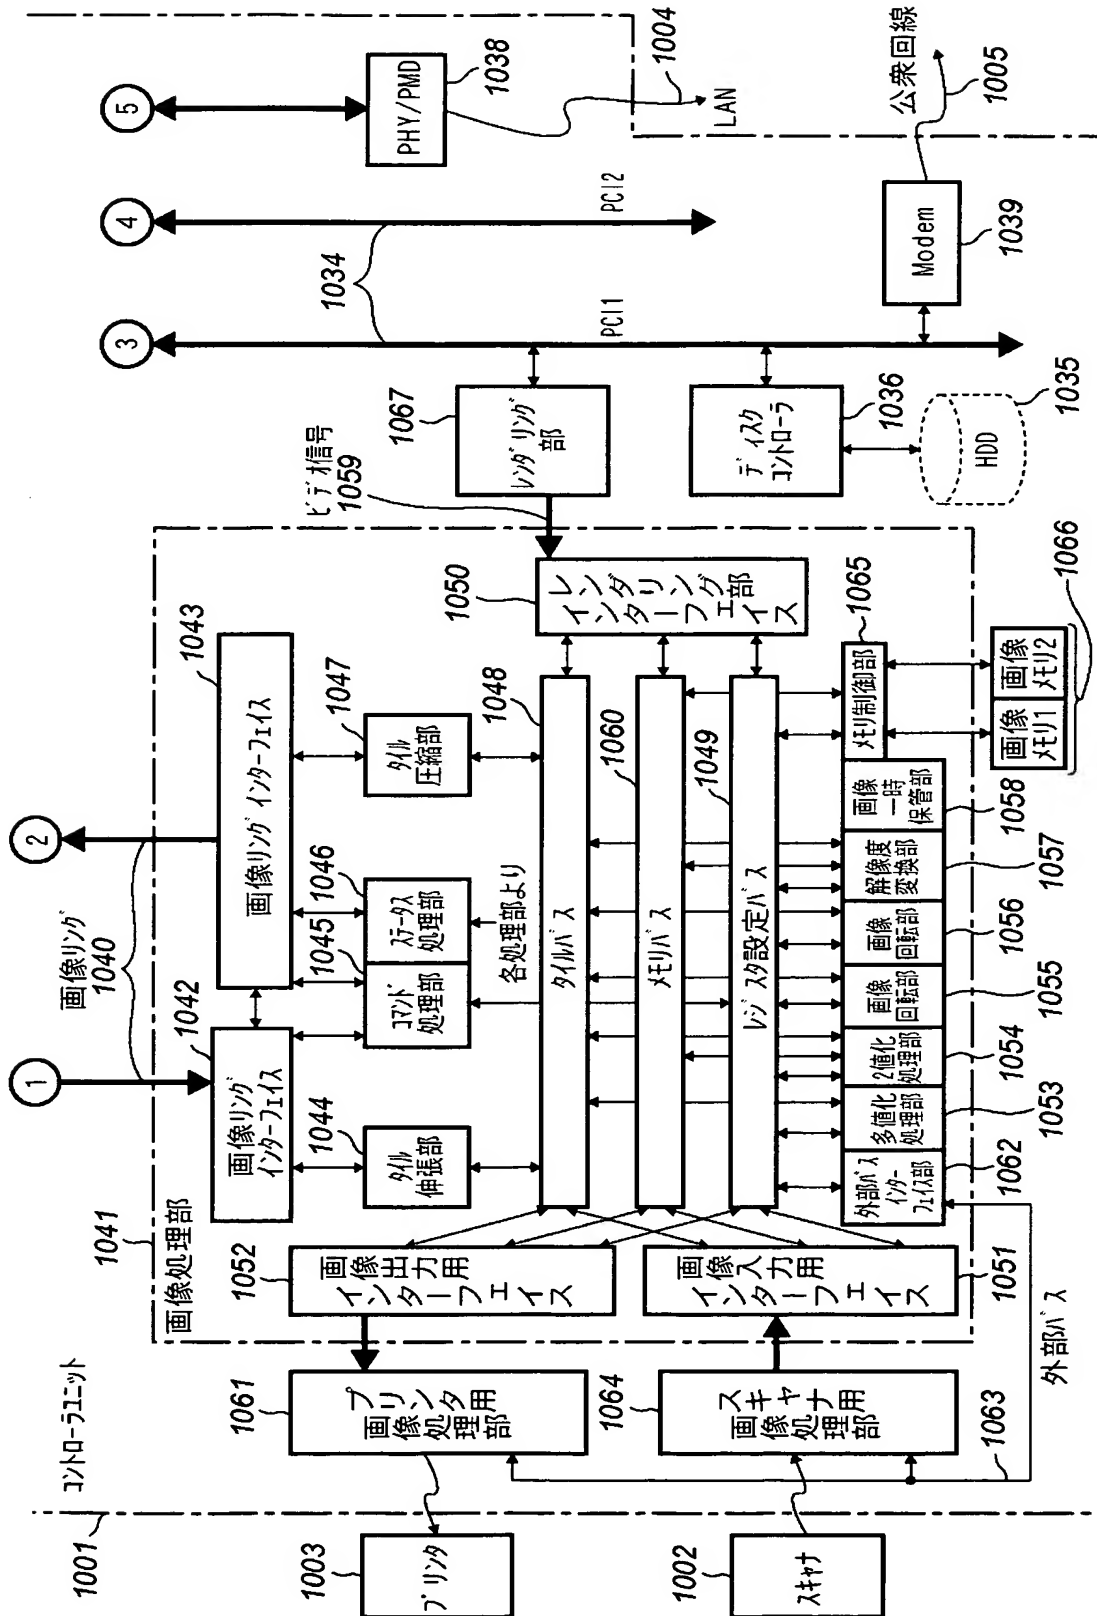 コントローラユニット
1001
プリンタ
1003
スキャナ
1002
プリンタ用
画像処理部
1061
スキャナ用
画像処理部
1064
1063
外部バス
1041
画像処理部
画像出力用
インターフェイス
1052
画像入力用
インターフェイス
1051
1
画像リング
1040
2
画像リング
インターフェイス
1042
画像リングインターフェイス
1043
タイル
伸張部
1044
コマンド
処理部
1045
ステータス
処理部
1046
タイル
圧縮部
1047
各処理部より
タイルバス
1048
メモリバス
1060
レジスタ設定バス
1049
外部バス
インター
フェイス部
1062
多値化
処理部
1053
2値化
処理部
1054
画像
回転部
1055
画像
回転部
1056
解像度
変換部
1057
画像
一時
保管部
1058
メモリ制御部
1065
画像
メモリ1
画像
メモリ2
1066
レンダリング部
インターフェイス
1050
ビデオ信号
1059
レンダリング
部
1067
ディスク
コントローラ
1036
HDD
1035
3
PCI1
1034
4
PCI2
5
PHY/PMD
1038
1004
LAN
Modem
1039
公衆回線
1005